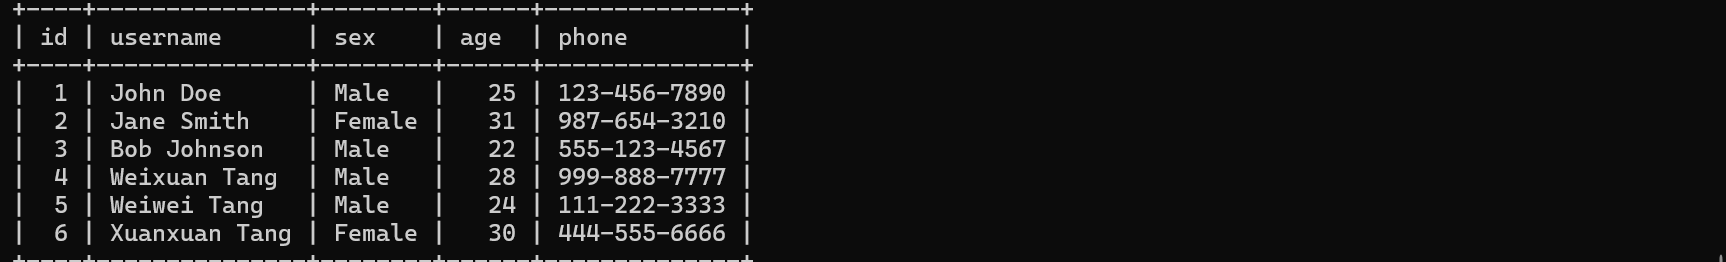 +----+---------------+--------+------+--------------+
| id | username      | sex    | age  | phone        |
+----+---------------+--------+------+--------------+
|  1 | John Doe      | Male   |   25 | 123-456-7890 |
|  2 | Jane Smith    | Female |   31 | 987-654-3210 |
|  3 | Bob Johnson   | Male   |   22 | 555-123-4567 |
|  4 | Weixuan Tang  | Male   |   28 | 999-888-7777 |
|  5 | Weiwei Tang   | Male   |   24 | 111-222-3333 |
|  6 | Xuanxuan Tang | Female |   30 | 444-555-6666 |
+----+---------------+--------+------+--------------+